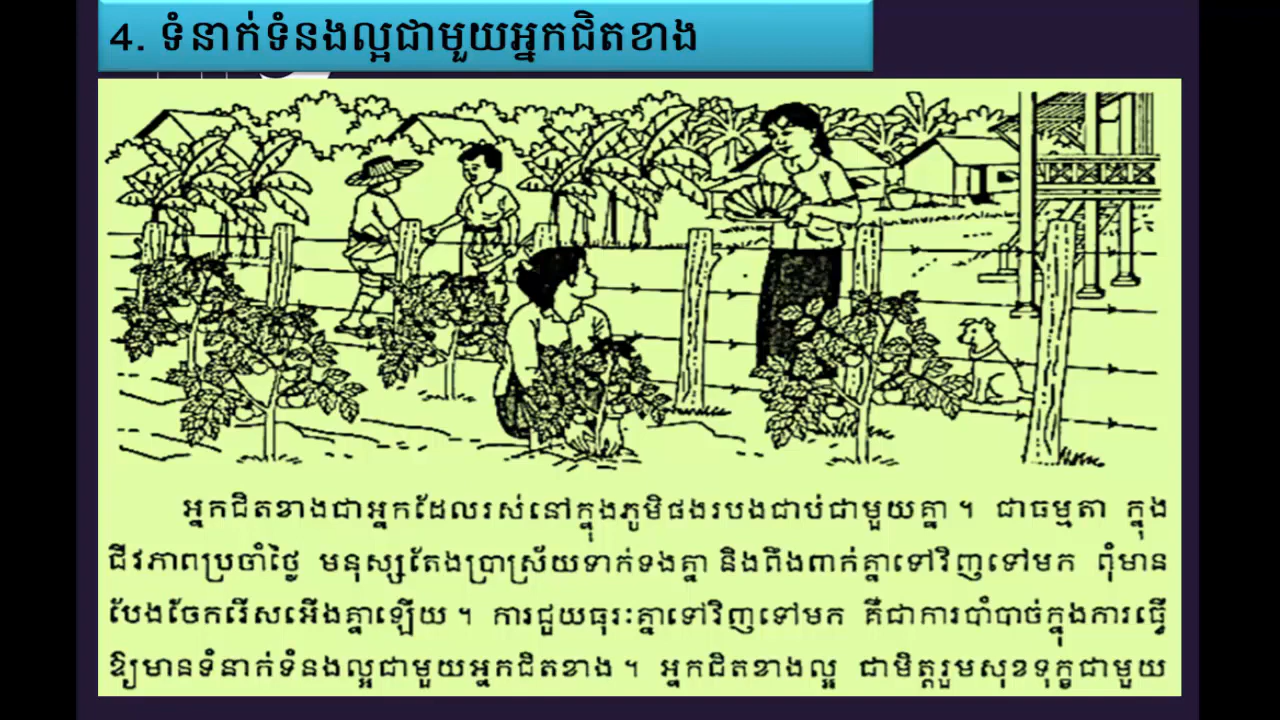 4. ទំនាក់ទំនងល្អជាមួយអ្នកជិតខាង
អ្នកជិតខាងជាអ្នកដែលរស់នៅក្នុងភូមិផងរបងជាប់ជាមួយគ្នា ។ ជាធម្មតា ក្នុង
ជីវភាពប្រចាំថ្ងៃ មនុស្សតែងប្រាស្រ័យទាក់ទងគ្នា និងពឹងពាក់គ្នាទៅវិញទៅមក ពុំមាន
បែងចែករើសអើងគ្នាឡើយ ។ ការជួយធុរៈគ្នាទៅវិញទៅមក គឺជាការបាំបាច់ក្នុងការធ្វើ
ឱ្យមានទំនាក់ទំនងល្អជាមួយអ្នកជិតខាង ។ អ្នកជិតខាងល្អ ជាមិត្តរួមសុខទុក្ខជាមួយ